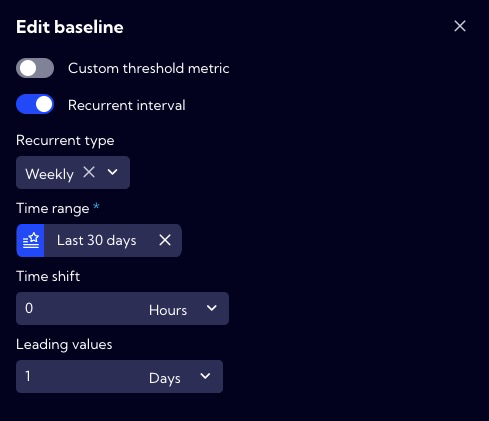 Edit baseline
Custom threshold metric
Recurrent interval
Recurrent type
Weekly
Time range *
Last 30 days
Time shift
0 Hours
Leading values
1 Days